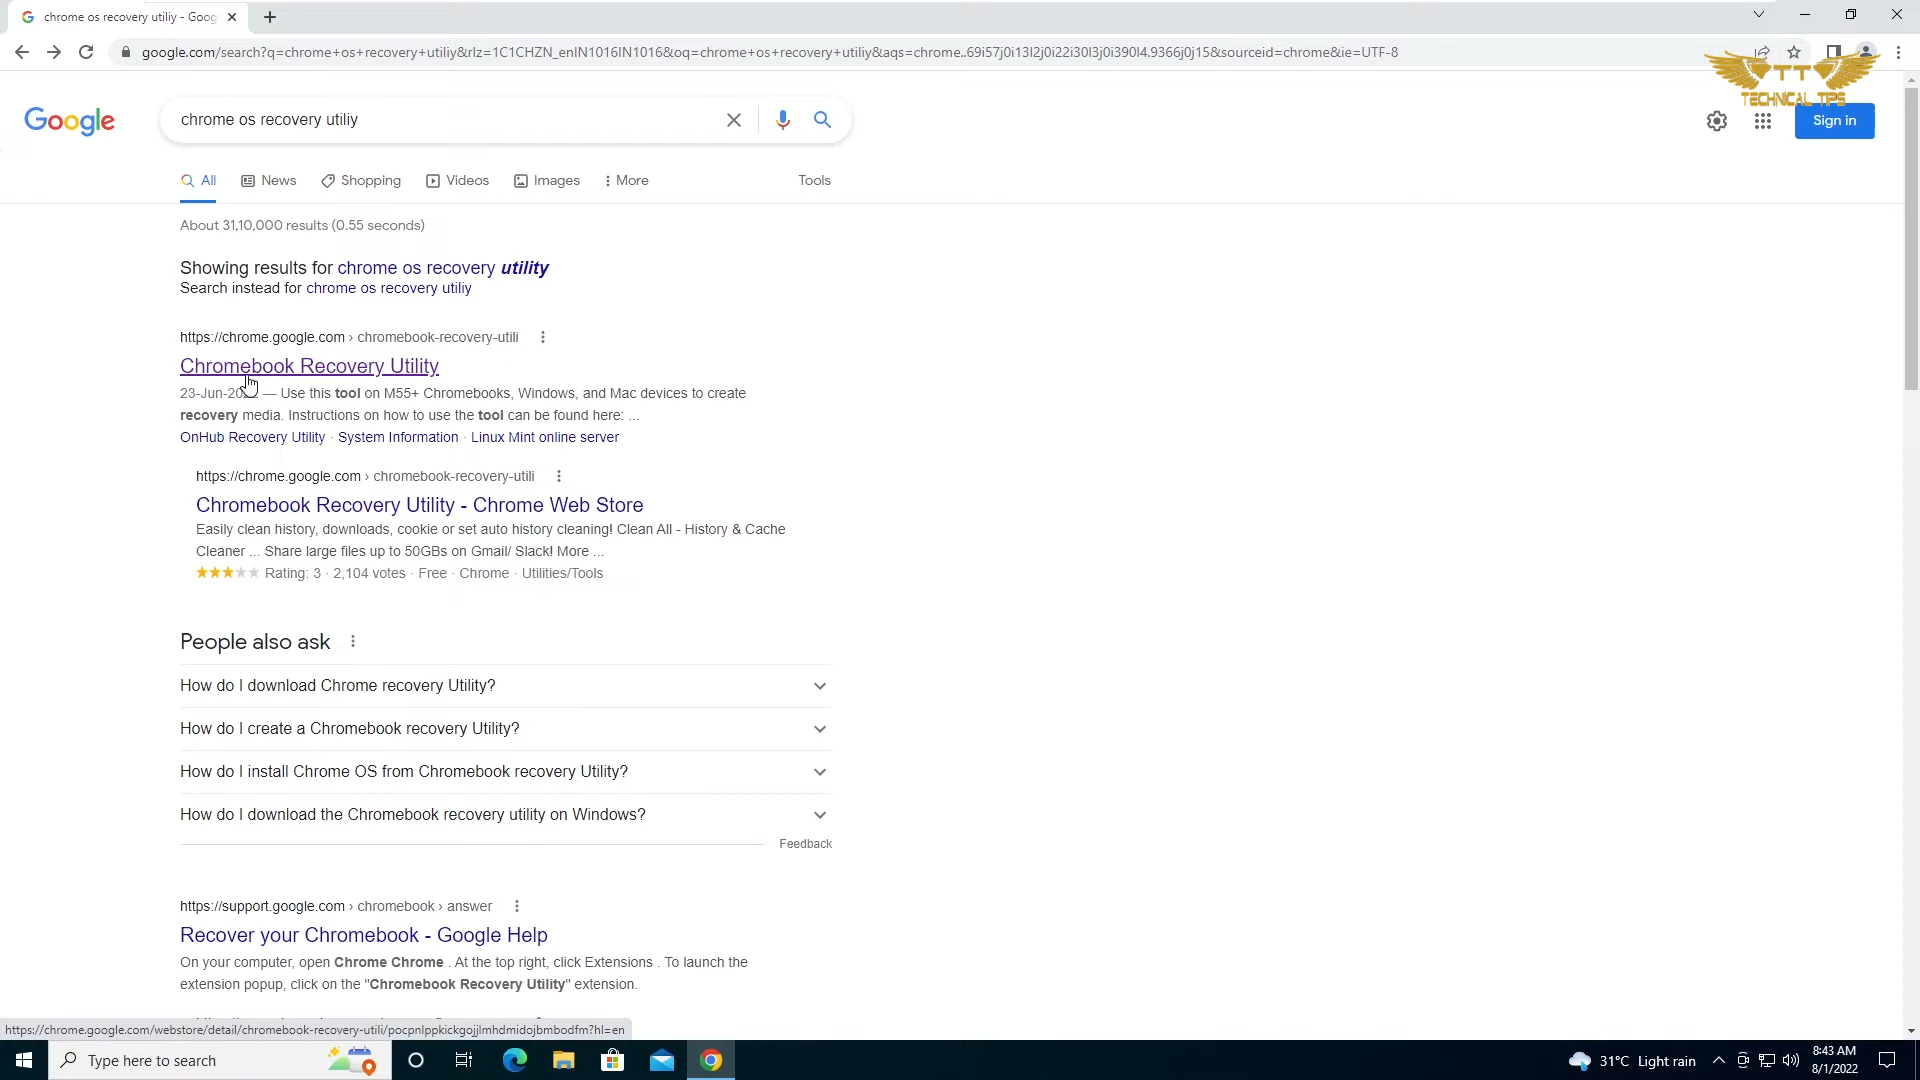 chrome os recovery utiliy - Goog
google.com/search?q=chrome+os+recovery+utiliy&rlz=1C1CHZN_enIN1016IN1016&oq=chrome+os+recovery+utiliy&aqs=chrome..69i57j0i13l2j0i22i30l3j0i390l4.9366j0j15&sourceid=chrome&ie=UTF-8
TT
TECHNICAL TIPS
Google
chrome os recovery utiliy
Sign in
All
News
Shopping
Videos
Images
More
Tools
About 31,10,000 results (0.55 seconds)
Showing results for chrome os recovery utility
Search instead for chrome os recovery utiliy
https://chrome.google.com › chromebook-recovery-utili
Chromebook Recovery Utility
23-Jun-20 — Use this tool on M55+ Chromebooks, Windows, and Mac devices to create
recovery media. Instructions on how to use the tool can be found here: ...
OnHub Recovery Utility · System Information · Linux Mint online server
https://chrome.google.com › chromebook-recovery-utili
Chromebook Recovery Utility - Chrome Web Store
Easily clean history, downloads, cookie or set auto history cleaning! Clean All - History & Cache
Cleaner ... Share large files up to 50GBs on Gmail/ Slack! More ...
Rating: 3 · 2,104 votes · Free · Chrome · Utilities/Tools
People also ask
How do I download Chrome recovery Utility?
How do I create a Chromebook recovery Utility?
How do I install Chrome OS from Chromebook recovery Utility?
How do I download the Chromebook recovery utility on Windows?
Feedback
https://support.google.com › chromebook › answer
Recover your Chromebook - Google Help
On your computer, open Chrome Chrome . At the top right, click Extensions . To launch the
extension popup, click on the "Chromebook Recovery Utility" extension.
https://chrome.google.com/webstore/detail/chromebook-recovery-utili/pocpnlppkickgojjlmhdmidojbmbodfm?hl=en
Type here to search
31°C Light rain
8:43 AM
8/1/2022